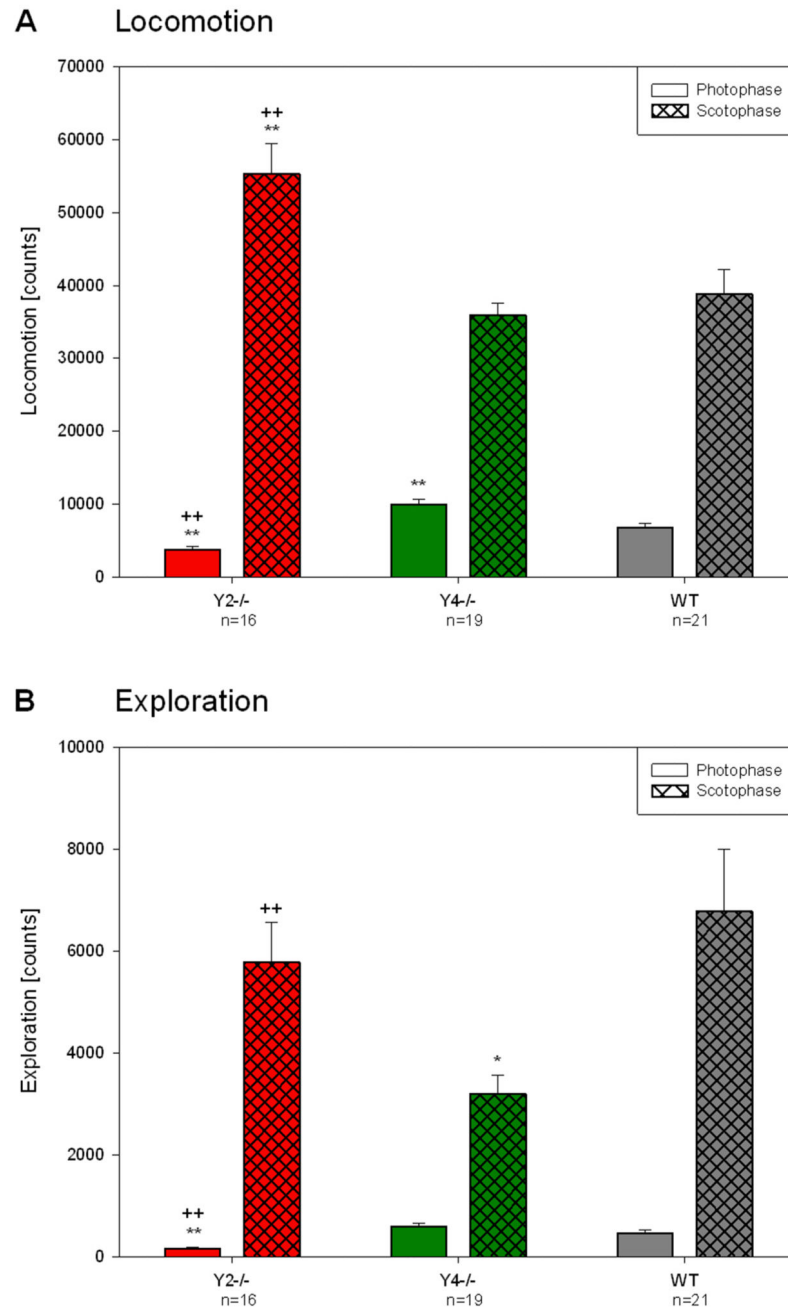 A Locomotion
70000
60000
50000
40000
30000
20000
10000
0
Locomotion [counts]
Photophase
Scotophase
++
**
++
**
**
Y2-/-
n=16
Y4-/-
n=19
WT
n=21
B Exploration
10000
8000
6000
4000
2000
0
Exploration [counts]
Photophase
Scotophase
++
**
++
*
Y2-/-
n=16
Y4-/-
n=19
WT
n=21